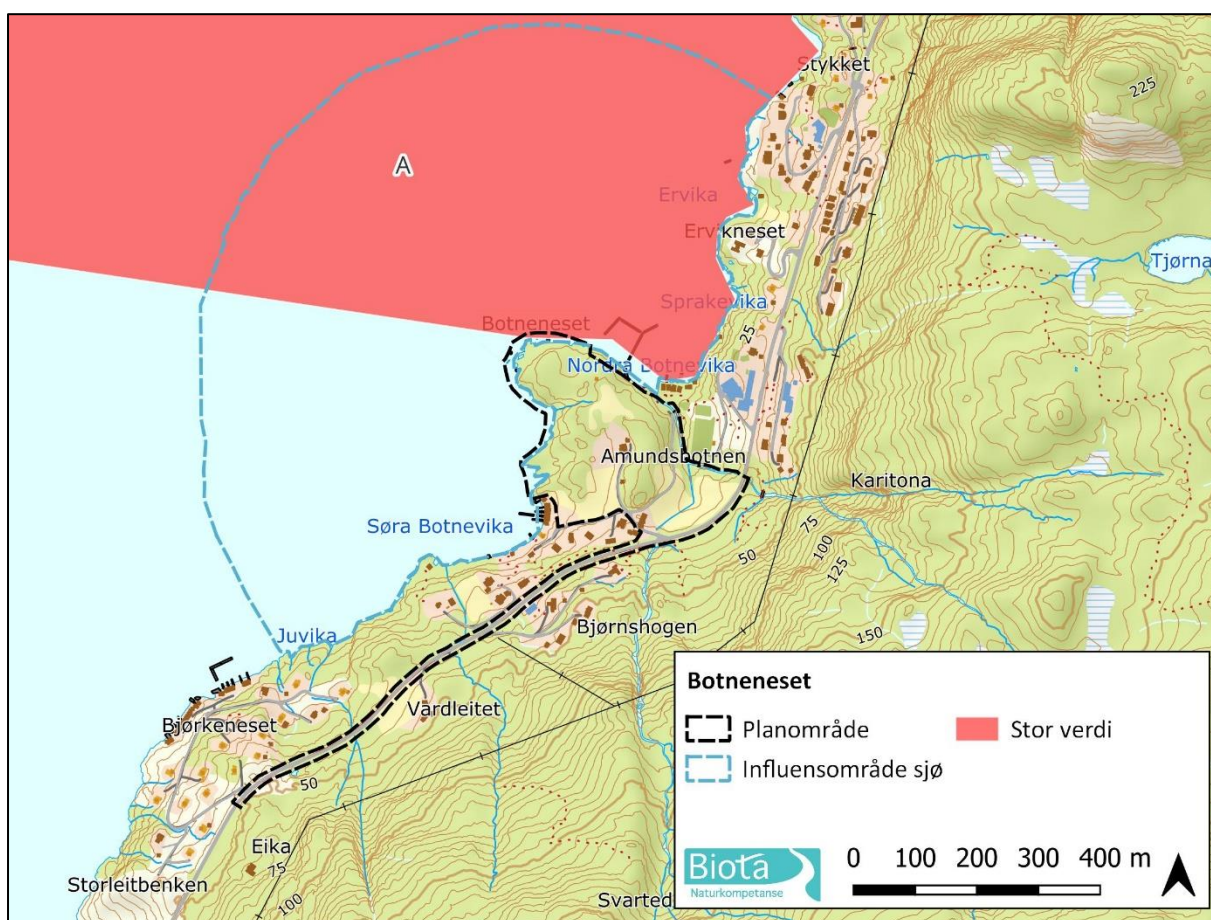 Stykket
225
A
Ervika
Ervikneset
Tjørna
Sprakevika
Botneneset
25
Nordra Botnevika
Amundsbotnen
Karitona
Søra Botnevika
75
50
100
125
Bjørnshogen
150
Juvika
Vardleitet
Bjørkeneset
50
Eika
75
Storleitbenken
100
Svarted
Botneneset
Planområde
Stor verdi
Influensområde sjø
Biota
Naturkompetanse
0 100 200 300 400 m